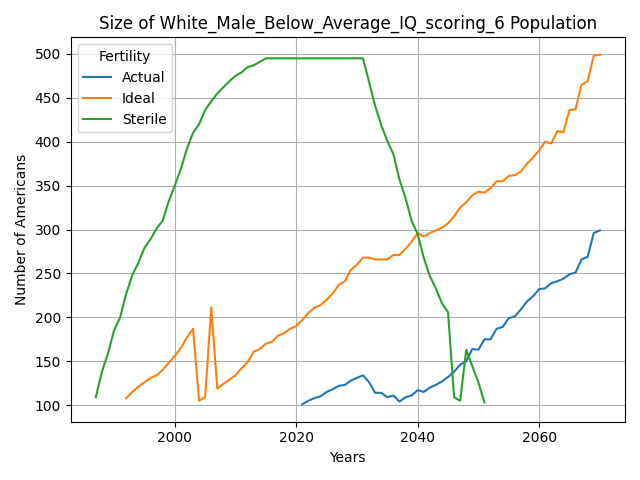 Size of White_Male_Below_Average_IQ_scoring_6 Population
Fertility
Actual
Ideal
Sterile
Number of Americans
500
450
400
350
300
250
200
150
100
2000 2020 2040 2060
Years